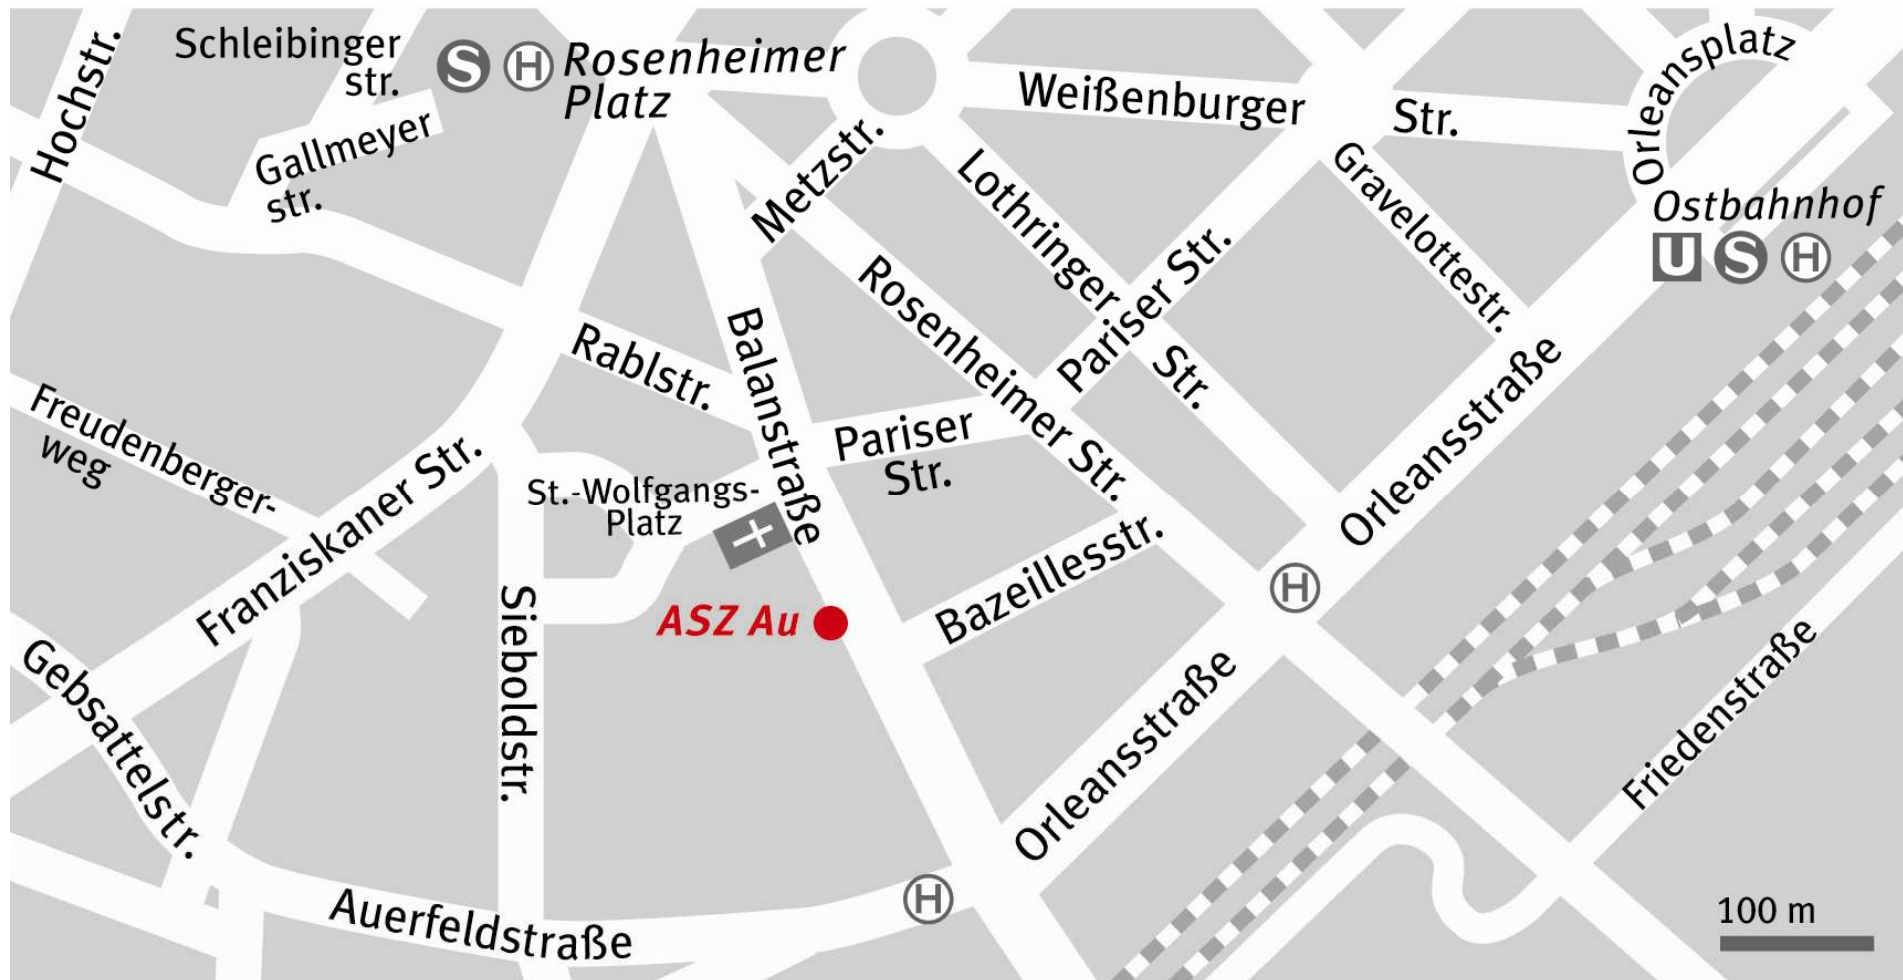 Hochstr.
Schleibinger
str.
S H Rosenheimer
Platz
Gallmeyer
str.
Metzstr.
Weißenburger Str.
Orleansplatz
Lothringer
Str.
Gravelottestr.
Ostbahnhof
U S H
Pariser Str.
Rosenheimer Str.
Rablstr.
Balanstraße
Pariser
Str.
Orleansstraße
Freudenberger-
weg
Franziskaner Str.
St.-Wolfgangs-
Platz
Bazeillesstr.
H
ASZ Au
Sieboldstr.
Gebsattelstr.
Orleansstraße
Friedenstraße
Auerfeldstraße
H
100 m